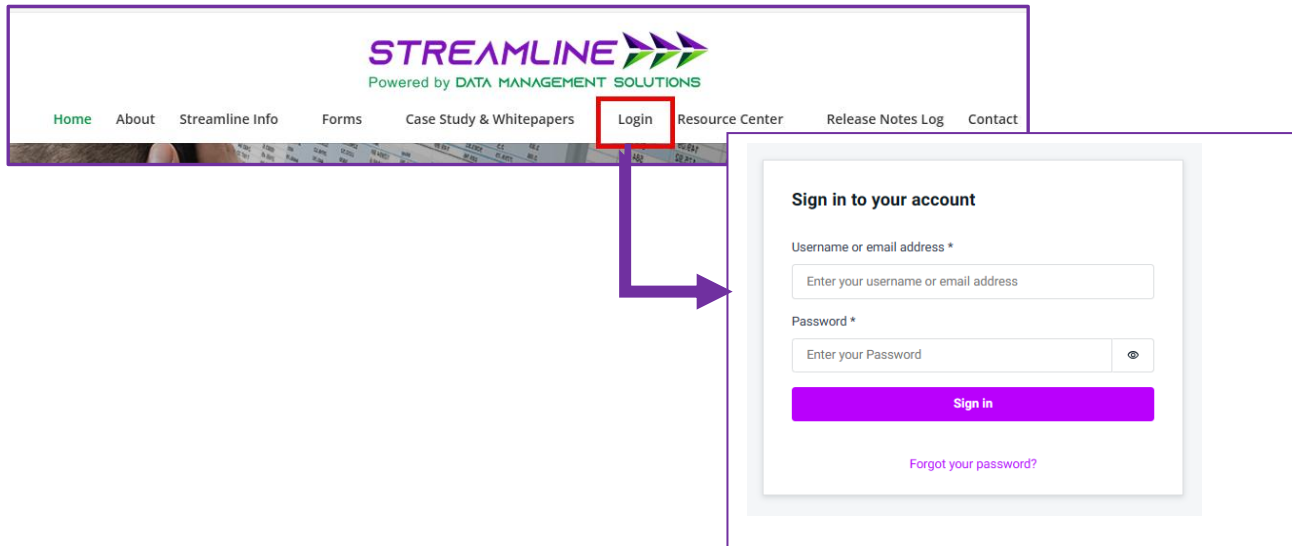 STREAMLINE
Powered by DATA MANAGEMENT SOLUTIONS
Home About Streamline Info Forms Case Study & Whitepapers Login Resource Center Release Notes Log Contact
Sign in to your account
Username or email address *
Enter your username or email address
Password *
Enter your Password
Sign in
Forgot your password?